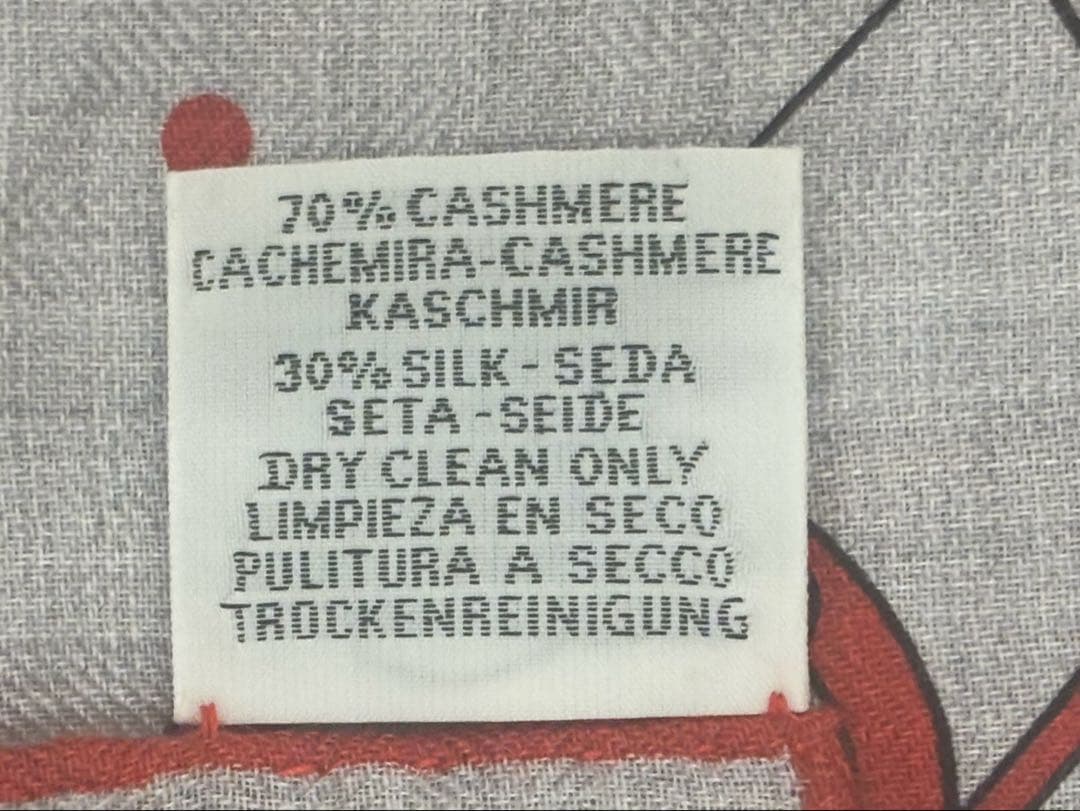 70% CASHMERE
CACHEMIRA-CASHMERE
KASCHMIR
30% SILK - SEDA
SETA - SEIDE
DRY CLEAN ONLY
LIMPIEZA EN SECO
PULITURA A SECCO
TROCKENREINIGUNG